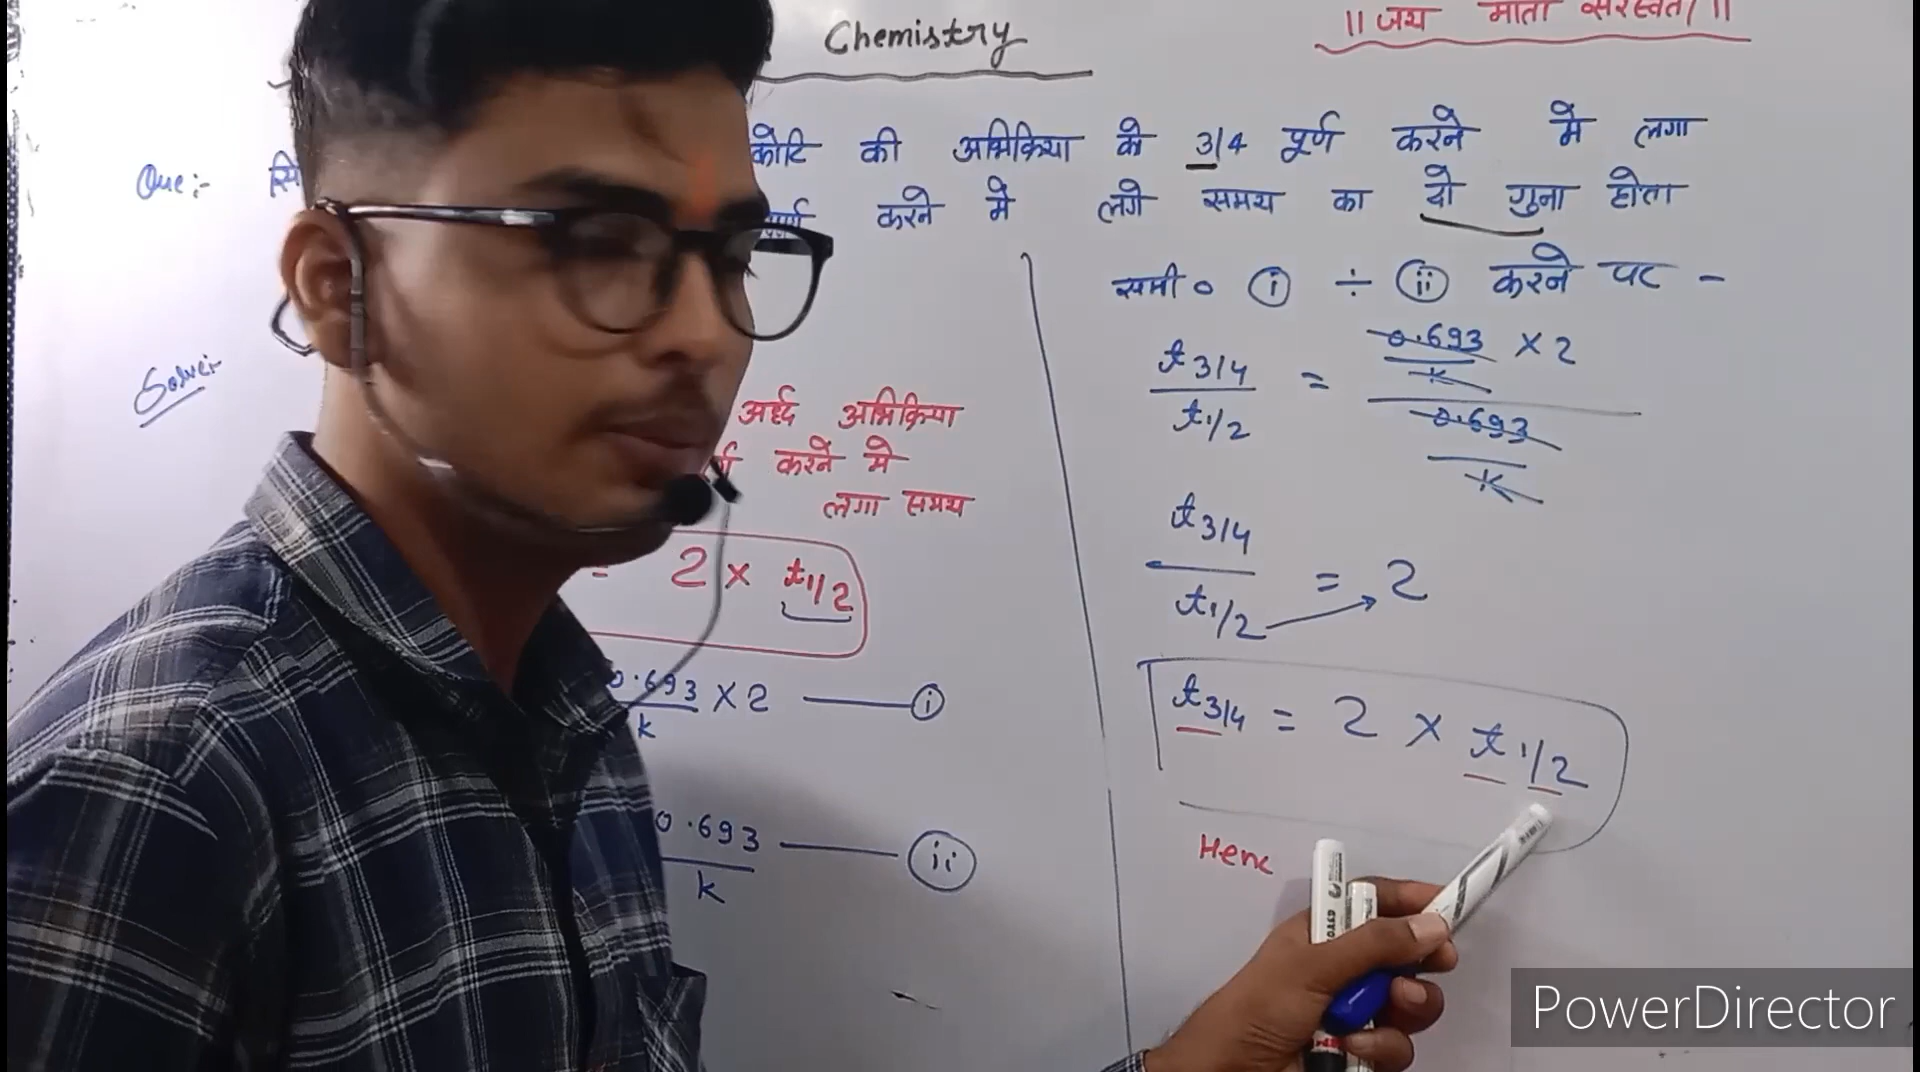 Chemistry
॥ जय माता सरस्वती ॥
Que:- सि
कोटि की अभिक्रिया के 3/4 पूर्ण करने मे लगा
पूर्ण करने मे लगे समय का दो गुना होता
Solve:-
अर्द्द अभिक्रिया
र्ण करने मे
लगा समय
= 2 × t1/2
0.693 × 2 —— i
k
0.693 —— ii
k
समी० i ÷ ii करने पर -
t3/4 / t1/2 = 0.693/k × 2 / 0.693/k
t3/4 / t1/2 = 2
t3/4 = 2 × t1/2
Henc
PowerDirector